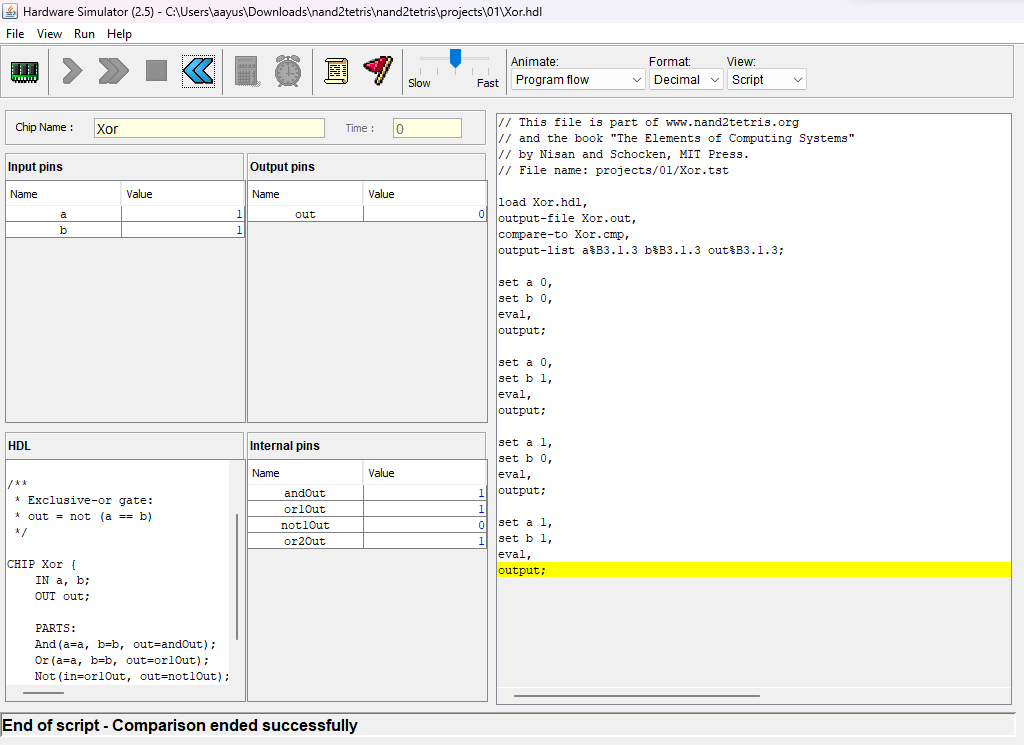 Hardware Simulator (2.5) - C:\Users\aayus\Downloads\nand2tetris\nand2tetris\projects\01\Xor.hdl
File View Run Help
Slow Fast
Animate: Format: View:
Program flow Decimal Script
Chip Name : Xor Time : 0
Input pins
Name Value
a 1
b 1
Output pins
Name Value
out 0
HDL
/**
* Exclusive-or gate:
* out = not (a == b)
*/
CHIP Xor {
IN a, b;
OUT out;
PARTS:
And(a=a, b=b, out=andOut);
Or(a=a, b=b, out=or1Out);
Not(in=or1Out, out=not1Out);
Internal pins
Name Value
andOut 1
or1Out 1
not1Out 0
or2Out 1
// This file is part of www.nand2tetris.org
// and the book "The Elements of Computing Systems"
// by Nisan and Schocken, MIT Press.
// File name: projects/01/Xor.tst
load Xor.hdl,
output-file Xor.out,
compare-to Xor.cmp,
output-list a%B3.1.3 b%B3.1.3 out%B3.1.3;
set a 0,
set b 0,
eval,
output;
set a 0,
set b 1,
eval,
output;
set a 1,
set b 0,
eval,
output;
set a 1,
set b 1,
eval,
output;
End of script - Comparison ended successfully